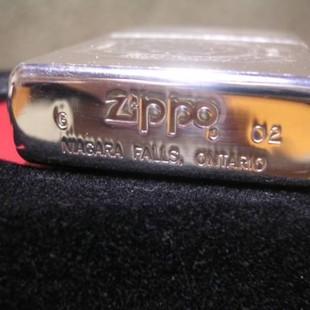 G Zippo 02
NIAGARA FALLS, ONTARIO